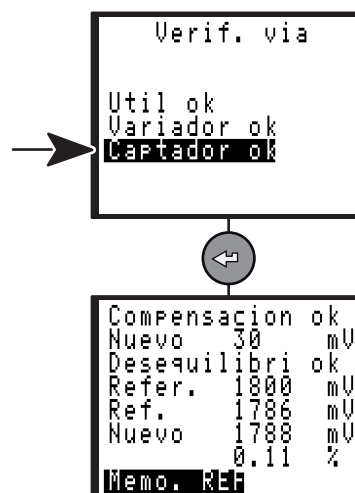 Verif. via
Util ok
Variador ok
Captador ok
Compensacion ok
Nuevo 30 mV
Desequilibri ok
Refer. 1800 mV
Ref. 1786 mV
Nuevo 1788 mV
0.11 %
Memo. REF